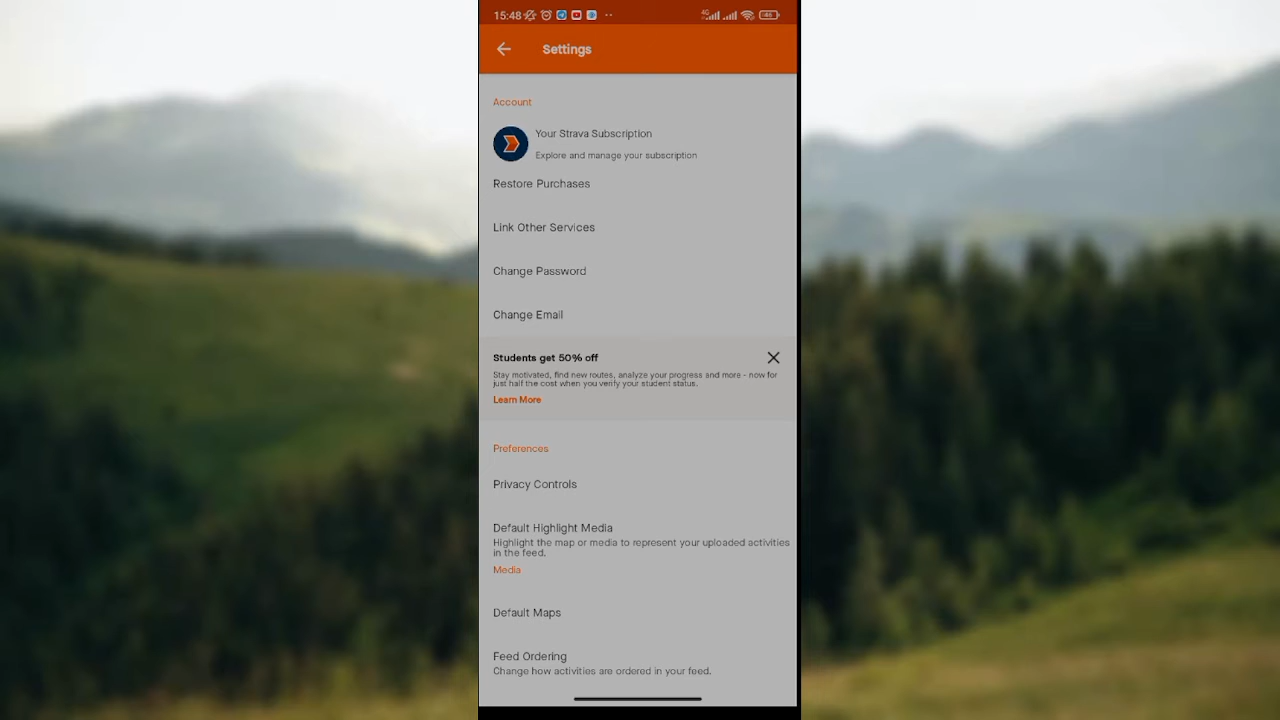 15:48
4G
46
Settings
Account
Your Strava Subscription
Explore and manage your subscription
Restore Purchases
Link Other Services
Change Password
Change Email
Students get 50% off
Stay motivated, find new routes, analyze your progress and more - now for
just half the cost when you verify your student status.
Learn More
Preferences
Privacy Controls
Default Highlight Media
Highlight the map or media to represent your uploaded activities
in the feed.
Media
Default Maps
Feed Ordering
Change how activities are ordered in your feed.